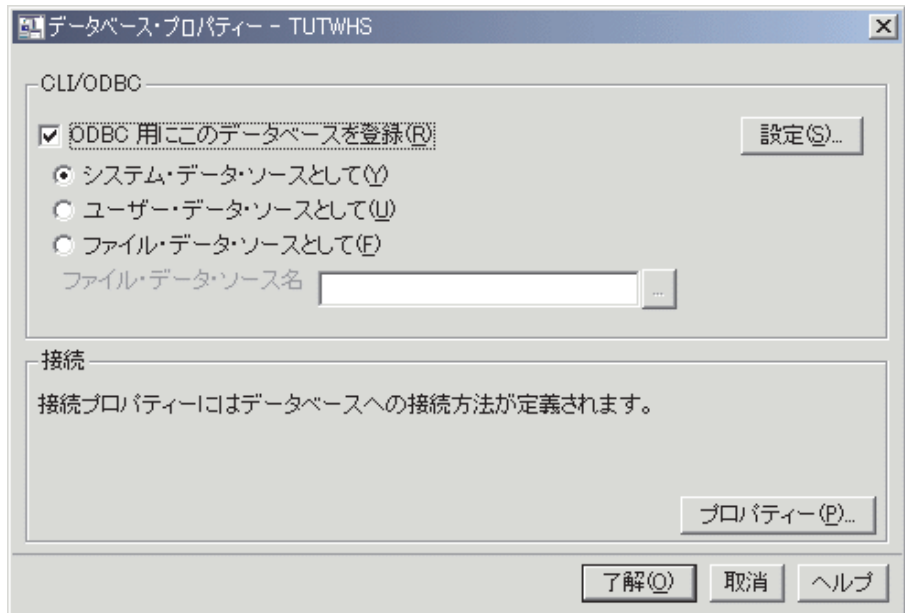 データベース・プロパティー - TUTWHS
CLI/ODBC
ODBC 用にこのデータベースを登録(R)
設定(S)...
システム・データ・ソースとして(Y)
ユーザー・データ・ソースとして(U)
ファイル・データ・ソースとして(F)
ファイル・データ・ソース名
...
接続
接続プロパティーにはデータベースへの接続方法が定義されます。
プロパティー(P)...
了解(O) 取消 ヘルプ